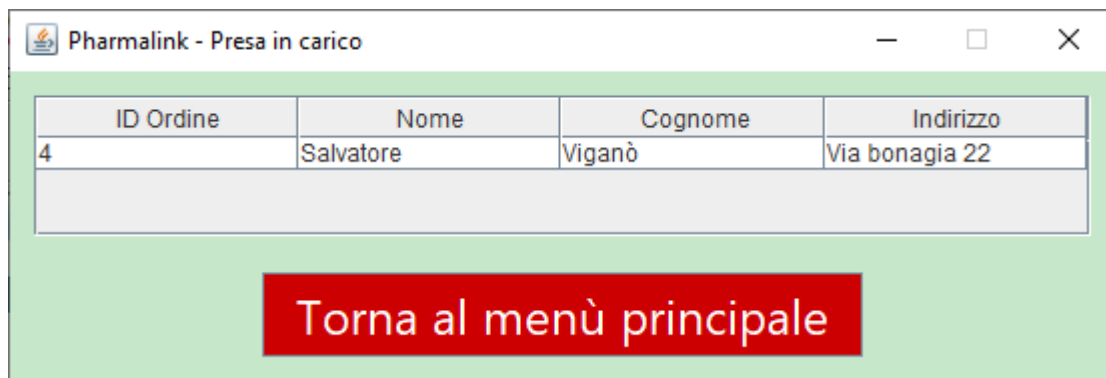 Pharmalink - Presa in carico
ID Ordine Nome Cognome Indirizzo
4 Salvatore Viganò Via bonagia 22
Torna al menù principale